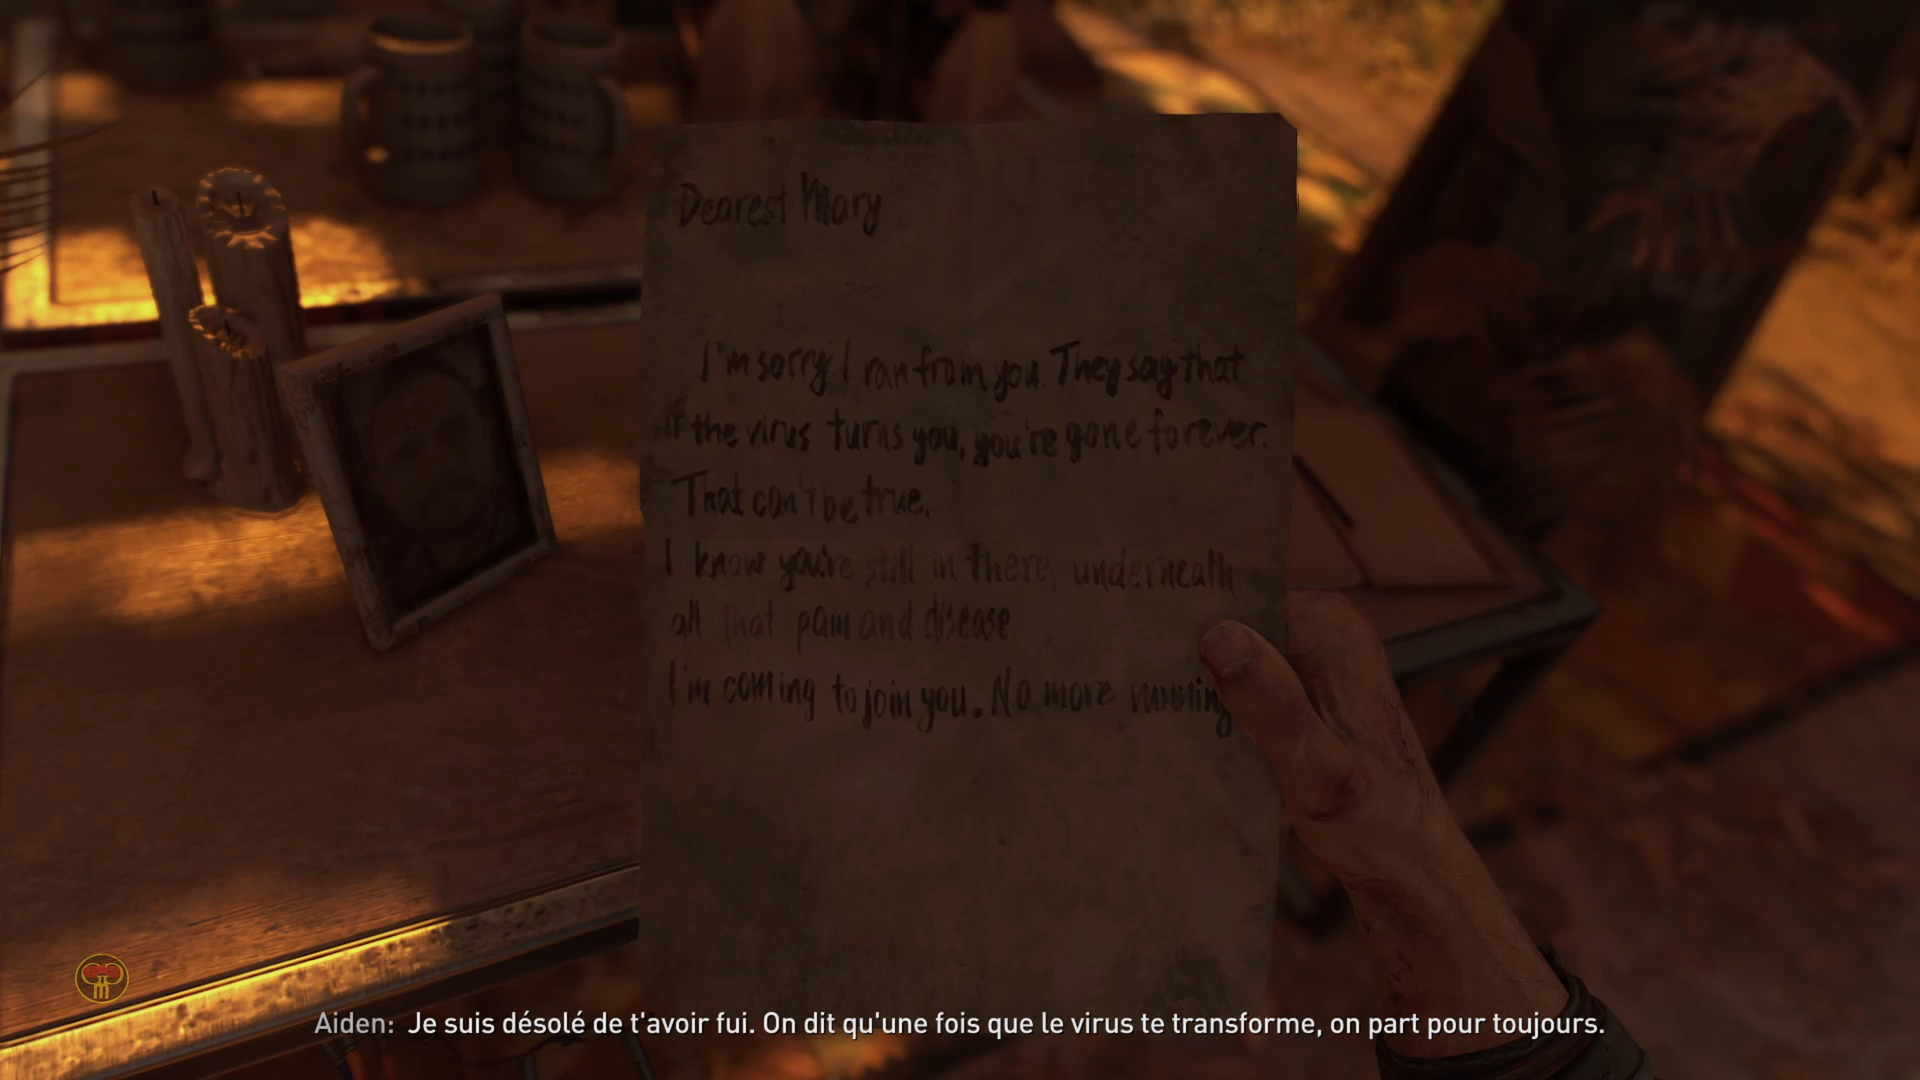 Dearest Mary
I'm sorry I ran from you. They say that
if the virus turns you, you're gone forever.
That can't be true.
I know you're still in there, underneath
all that pain and disease
I'm coming to join you. No more running
Aiden: Je suis désolé de t'avoir fui. On dit qu'une fois que le virus te transforme, on part pour toujours.